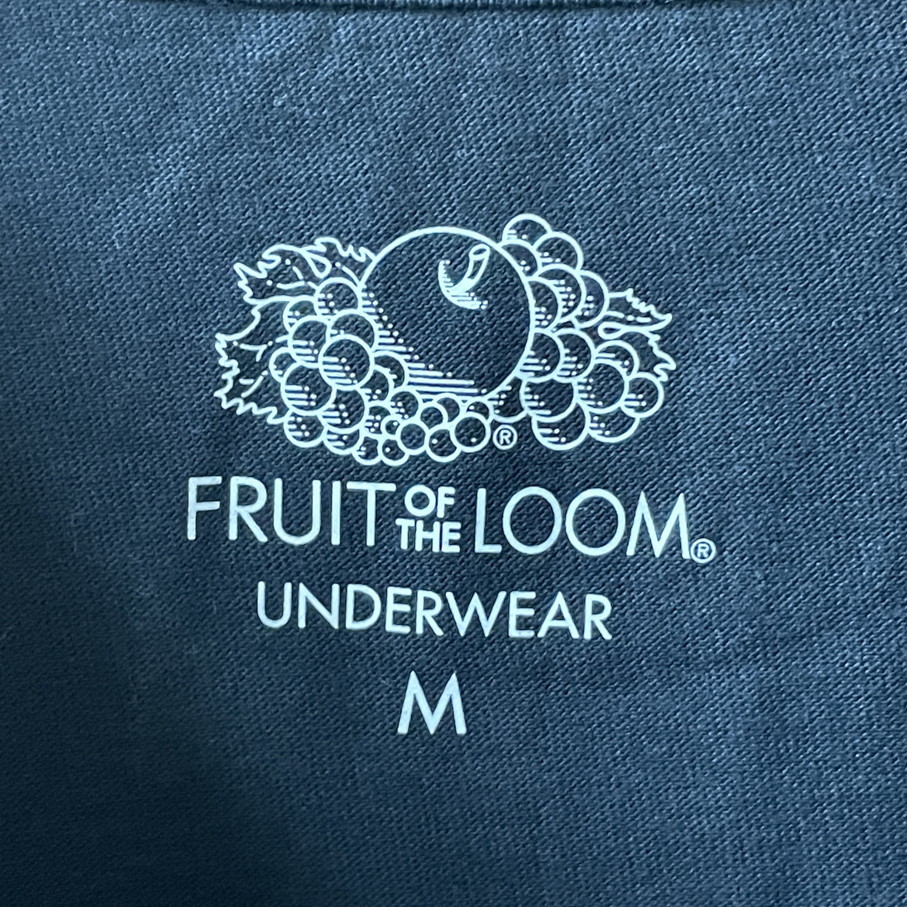 ®
FRUIT OF THE LOOM®
UNDERWEAR
M